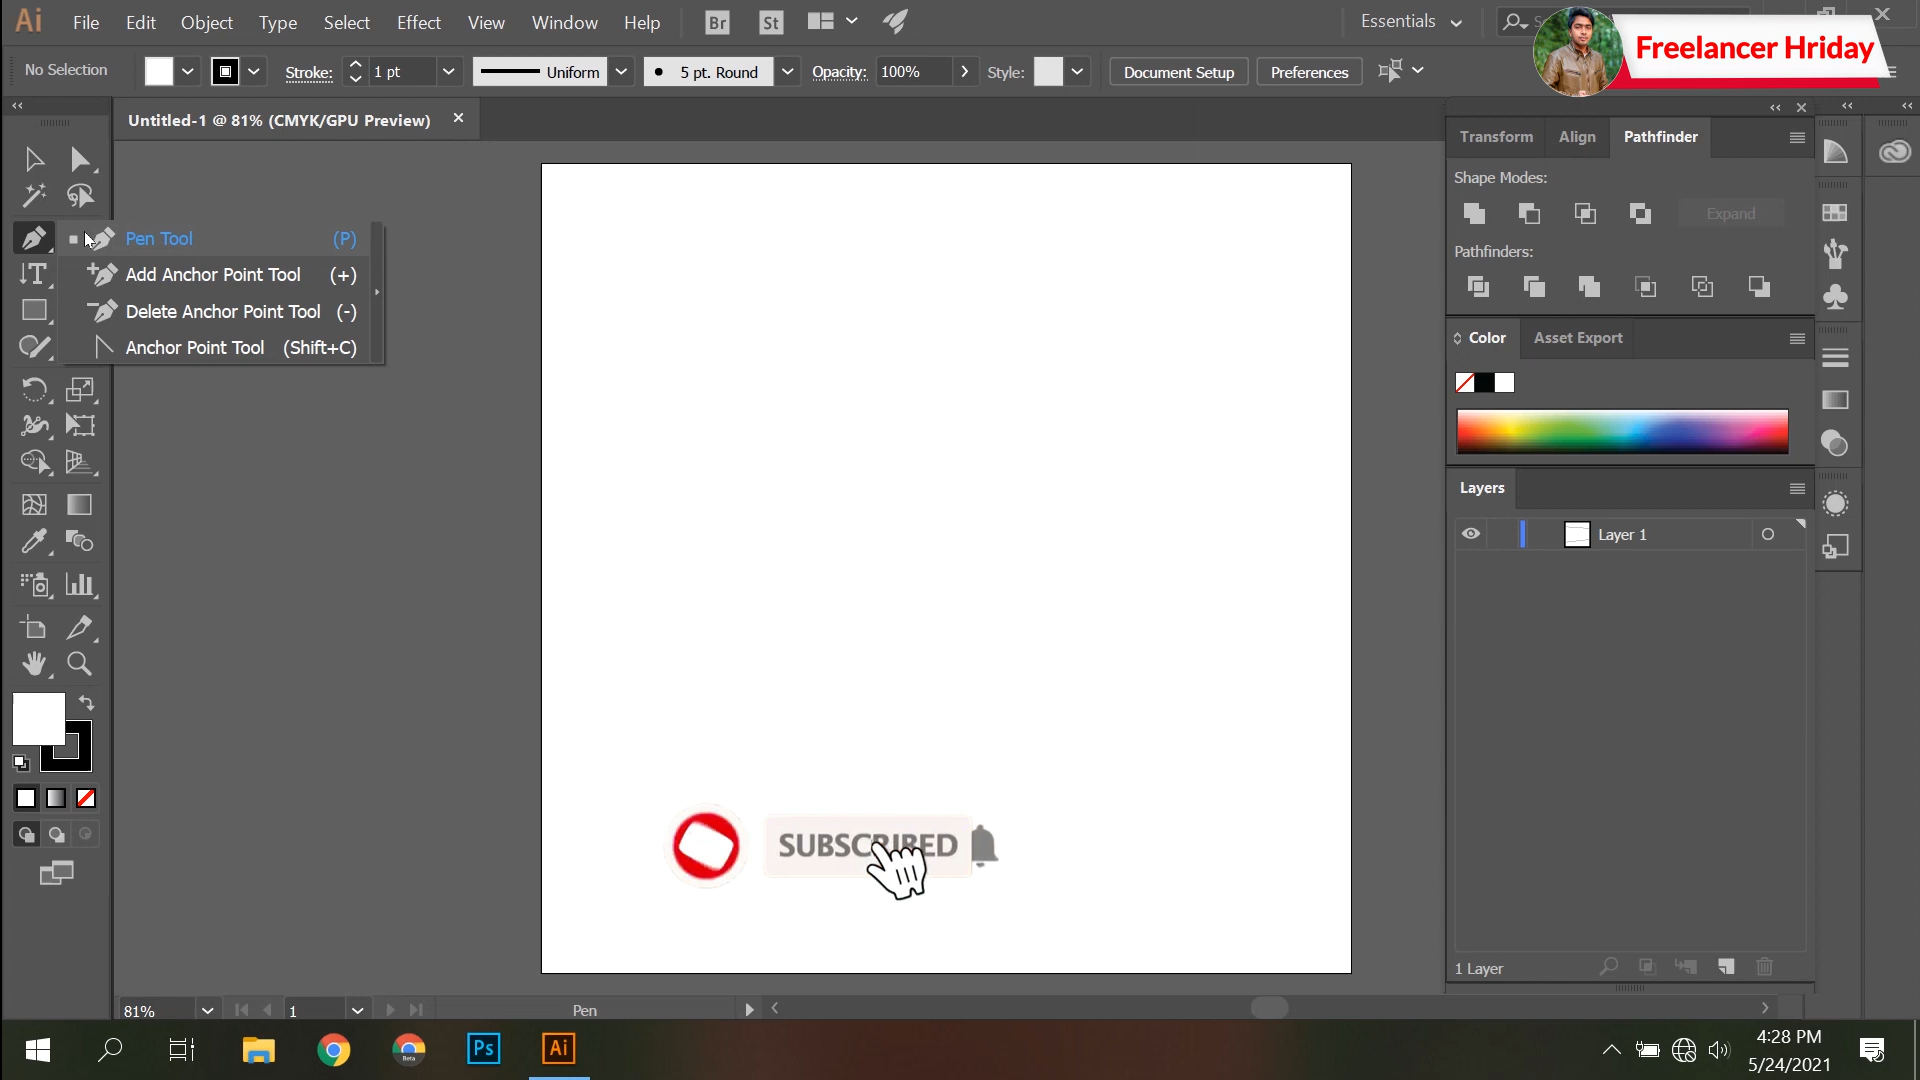 Ai File Edit Object Type Select Effect View Window Help Br St Essentials
Freelancer Hriday
No Selection Stroke: 1 pt Uniform 5 pt. Round Opacity: 100% Style: Document Setup Preferences
Untitled-1 @ 81% (CMYK/GPU Preview)
Transform Align Pathfinder
Shape Modes:
Expand
Pathfinders:
Pen Tool (P)
Add Anchor Point Tool (+)
Delete Anchor Point Tool (-)
Anchor Point Tool (Shift+C)
Color Asset Export
Layers
Layer 1
SUBSCRIBED
1 Layer
81% 1 Pen
Ps Ai
Beta
4:28 PM
5/24/2021